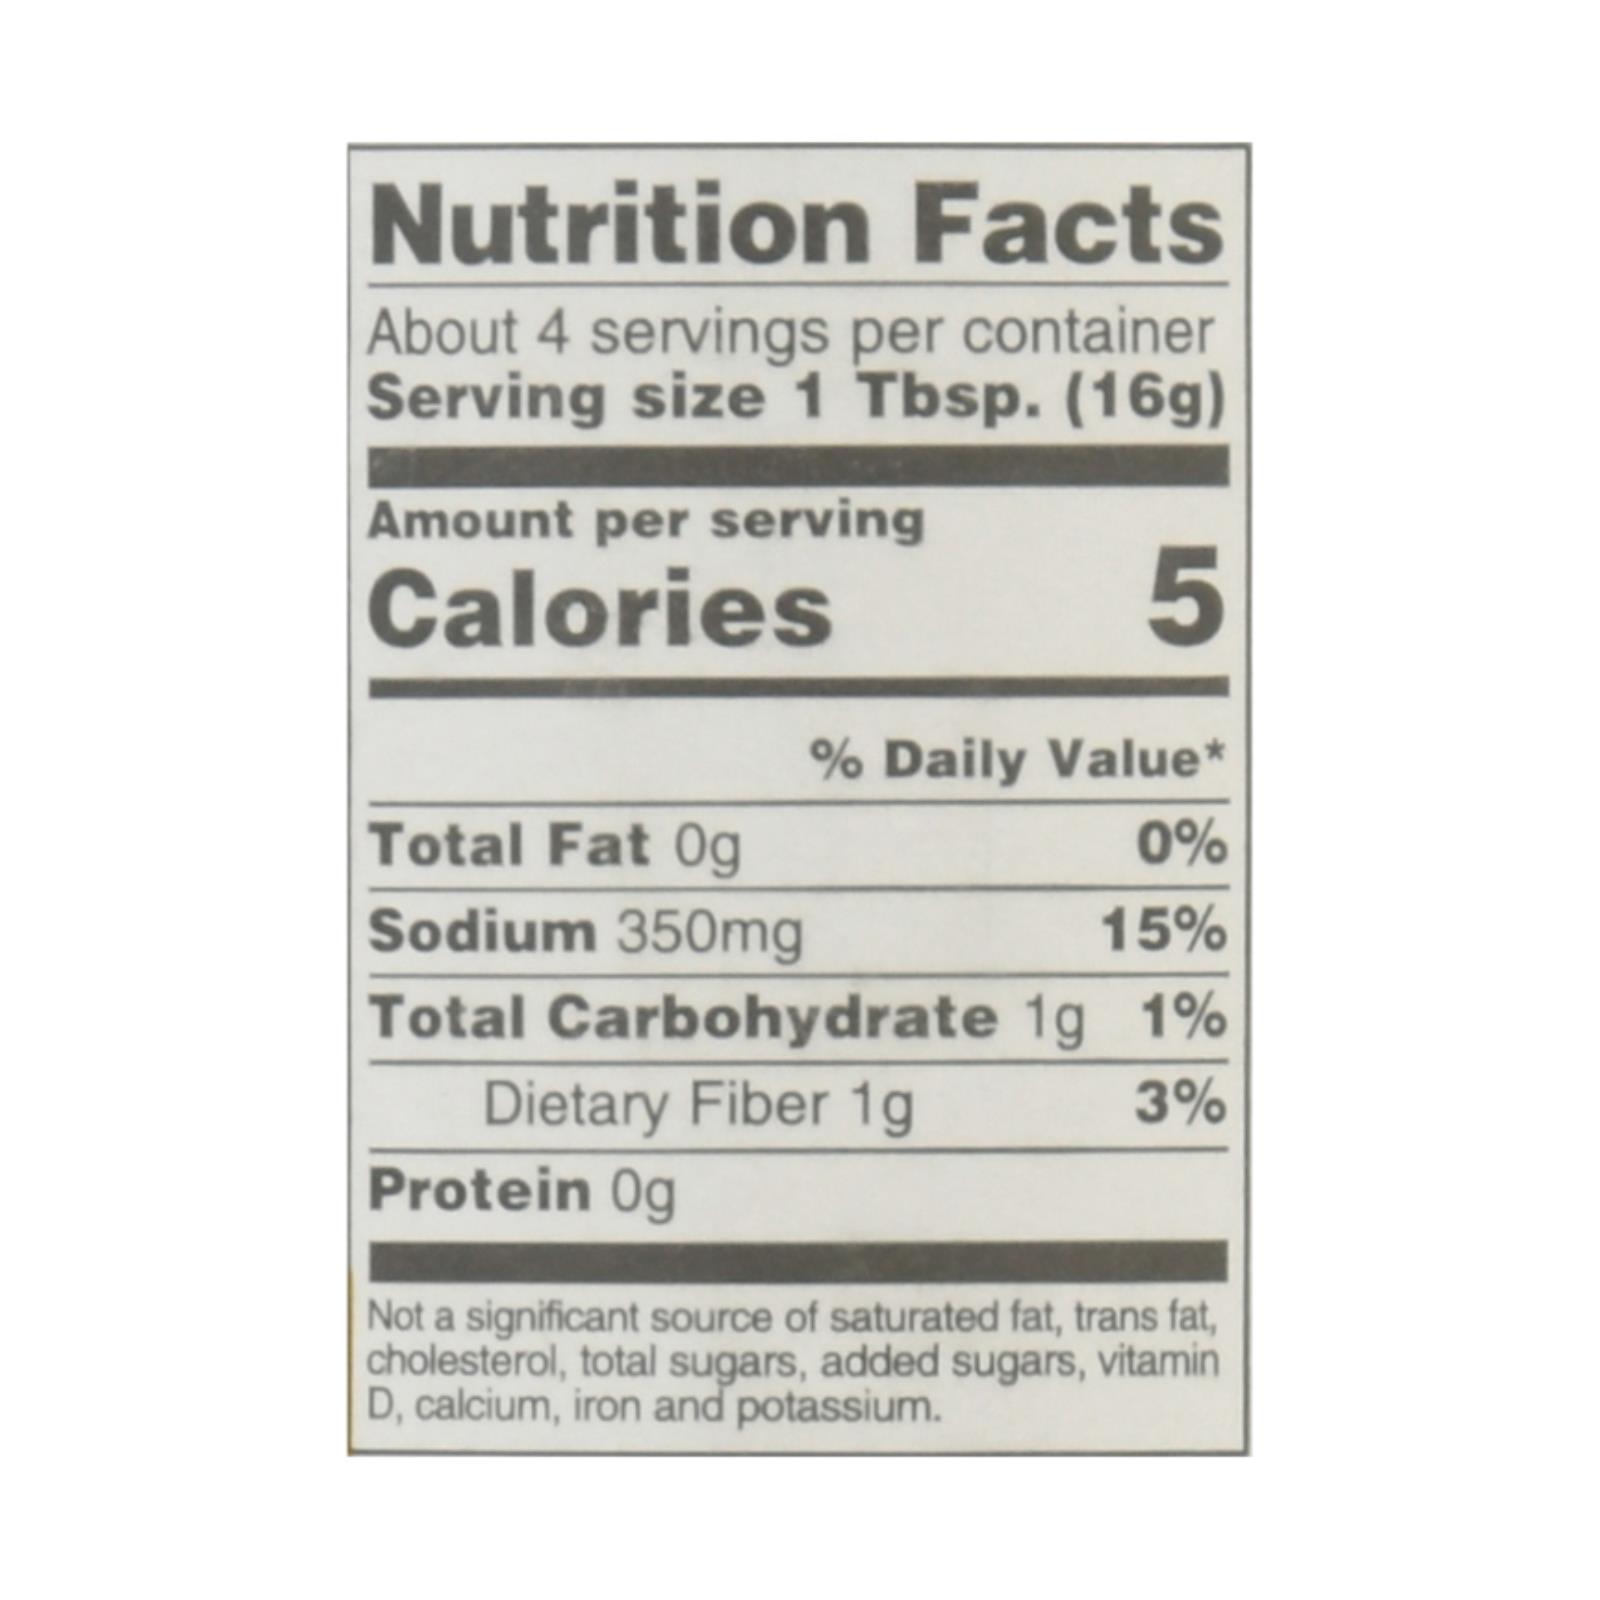 Nutrition Facts
About 4 servings per container
Serving size 1 Tbsp. (16g)
Amount per serving
Calories 5
% Daily Value*
Total Fat 0g 0%
Sodium 350mg 15%
Total Carbohydrate 1g 1%
Dietary Fiber 1g 3%
Protein 0g
Not a significant source of saturated fat, trans fat,
cholesterol, total sugars, added sugars, vitamin
D, calcium, iron and potassium.